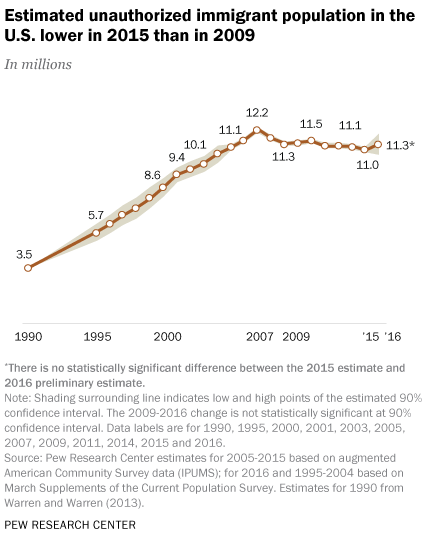 Estimated unauthorized immigrant population in the
U.S. lower in 2015 than in 2009
In millions
3.5
5.7
8.6
9.4
10.1
11.1
12.2
11.3
11.5
11.1
11.0
11.3*
1990 1995 2000 2007 2009 '15 '16
*There is no statistically significant difference between the 2015 estimate and
2016 preliminary estimate.
Note: Shading surrounding line indicates low and high points of the estimated 90%
confidence interval. The 2009-2016 change is not statistically significant at 90%
confidence interval. Data labels are for 1990, 1995, 2000, 2001, 2003, 2005,
2007, 2009, 2011, 2014, 2015 and 2016.
Source: Pew Research Center estimates for 2005-2015 based on augmented
American Community Survey data (IPUMS); for 2016 and 1995-2004 based on
March Supplements of the Current Population Survey. Estimates for 1990 from
Warren and Warren (2013).
PEW RESEARCH CENTER